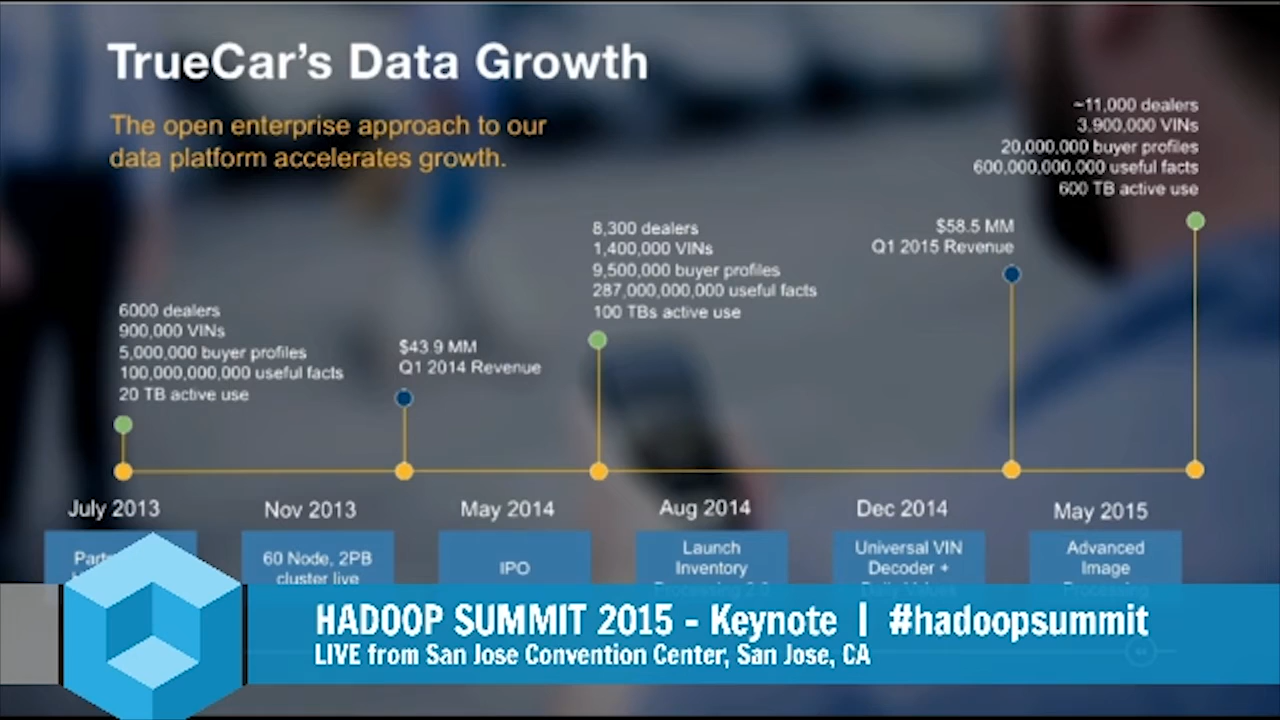 TrueCar's Data Growth
The open enterprise approach to our
data platform accelerates growth.
~11,000 dealers
3,900,000 VINs
20,000,000 buyer profiles
600,000,000,000 useful facts
600 TB active use
8,300 dealers
1,400,000 VINs
9,500,000 buyer profiles
287,000,000,000 useful facts
100 TBs active use
$58.5 MM
Q1 2015 Revenue
6000 dealers
900,000 VINs
5,000,000 buyer profiles
100,000,000,000 useful facts
20 TB active use
$43.9 MM
Q1 2014 Revenue
July 2013
Nov 2013
May 2014
Aug 2014
Dec 2014
May 2015
60 Node, 2PB
cluster live
IPO
Launch
Inventory
Universal VIN
Decoder +
Advanced
Image
HADOOP SUMMIT 2015 - Keynote | #hadoopsummit
LIVE from San Jose Convention Center, San Jose, CA